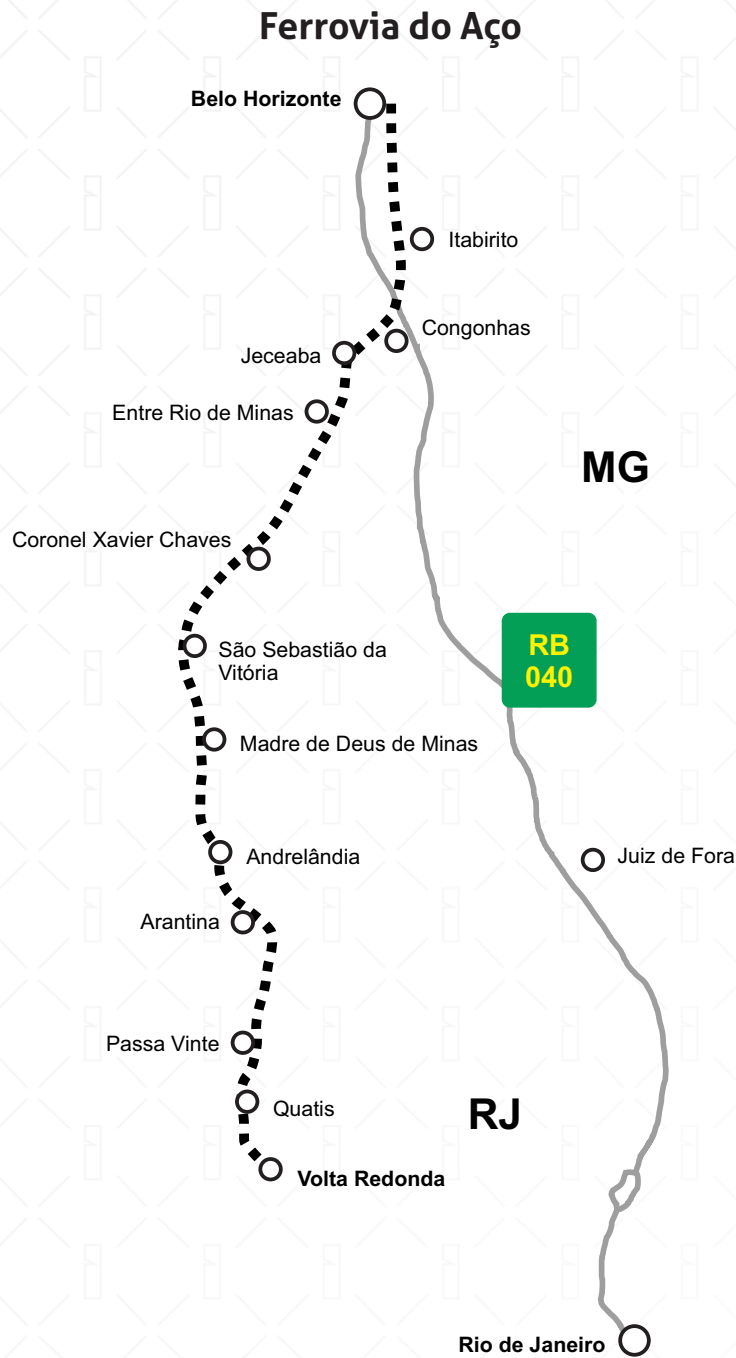 Ferrovia do Aço
Belo Horizonte
Itabirito
Congonhas
Jeceaba
Entre Rio de Minas
MG
Coronel Xavier Chaves
RB
040
São Sebastião da
Vitória
Madre de Deus de Minas
Juiz de Fora
Andrelândia
Arantina
Passa Vinte
Quatis
RJ
Volta Redonda
Rio de Janeiro